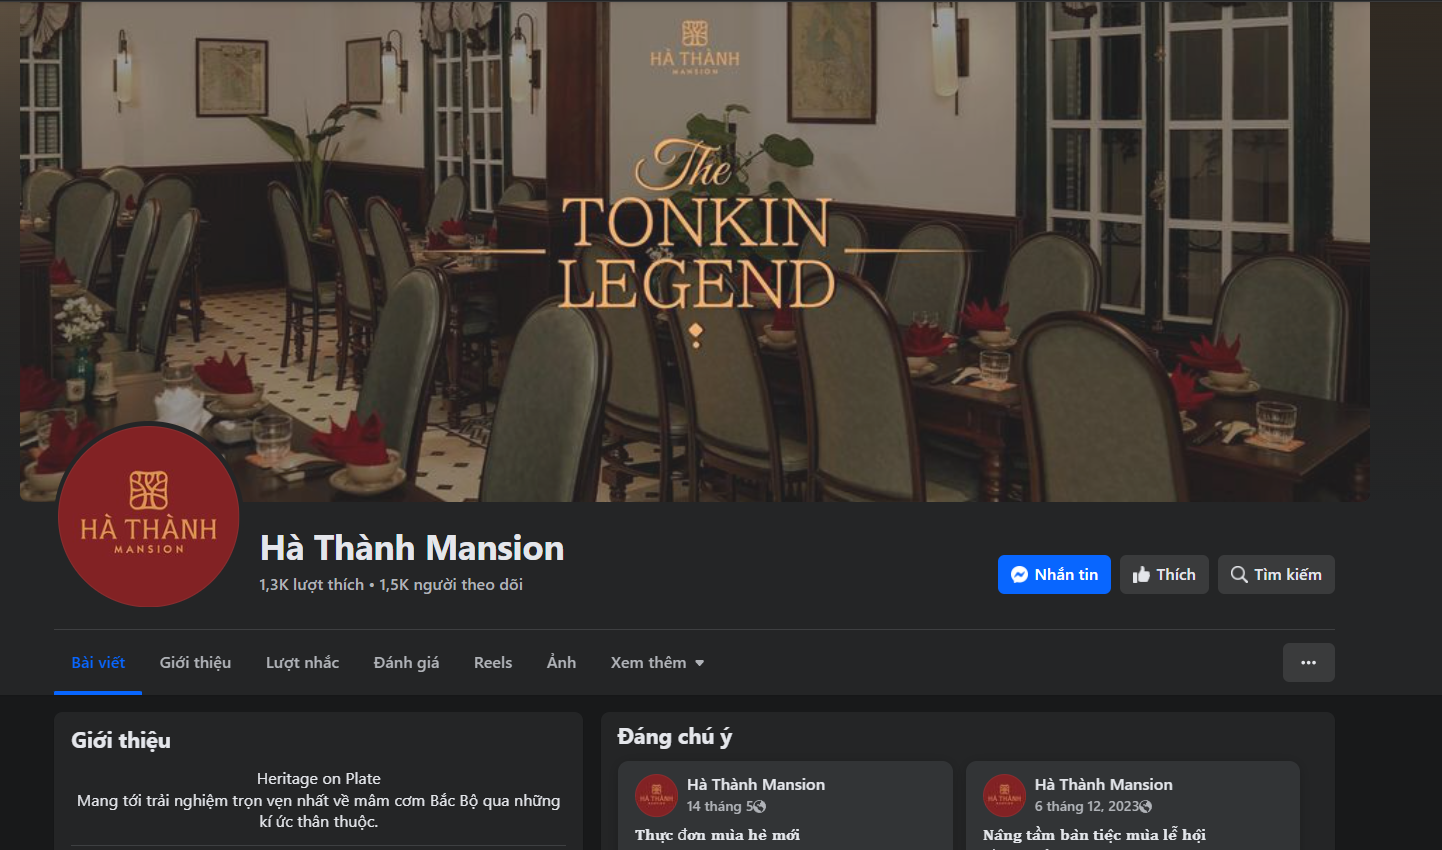 HÀ THÀNH
MANSION
The
TONKIN
LEGEND
HÀ THÀNH
MANSION
Hà Thành Mansion
1,3K lượt thích • 1,5K người theo dõi
Nhắn tin
Thích
Tìm kiếm
Bài viết
Giới thiệu
Lượt nhắc
Đánh giá
Reels
Ảnh
Xem thêm
Giới thiệu
Heritage on Plate
Mang tới trải nghiệm trọn vẹn nhất về mâm cơm Bắc Bộ qua những
kí ức thân thuộc.
Đáng chú ý
HÀ THÀNH
Hà Thành Mansion
14 tháng 5
Thực đơn mùa hè mới
HÀ THÀNH
Hà Thành Mansion
6 tháng 12, 2023
Nâng tầm bàn tiệc mùa lễ hội